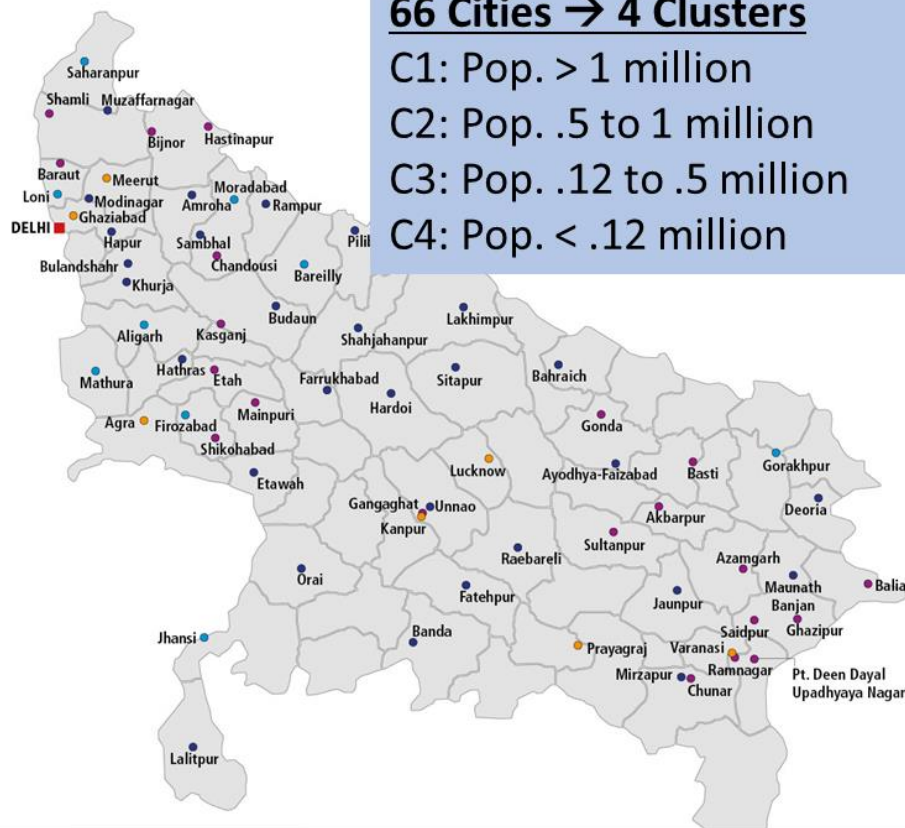 66 Cities → 4 Clusters
C1: Pop. > 1 million
C2: Pop. .5 to 1 million
C3: Pop. .12 to .5 million
C4: Pop. < .12 million
Saharanpur
Shamli
Muzaffarnagar
Bijnor
Hastinapur
Baraut
Meerut
Loni
Modinagar
Amroha
Moradabad
Rampur
Ghaziabad
DELHI
Hapur
Sambhal
Pilib
Bulandshahr
Chandousi
Bareilly
Khurja
Budaun
Lakhimpur
Aligarh
Kasganj
Shahjahanpur
Mathura
Hathras
Etah
Farrukhabad
Sitapur
Bahraich
Hardoi
Agra
Firozabad
Mainpuri
Gonda
Shikohabad
Lucknow
Ayodhya-Faizabad
Basti
Gorakhpur
Etawah
Gangaghat
Unnao
Deoria
Kanpur
Akbarpur
Sultanpur
Raebareli
Azamgarh
Orai
Fatehpur
Maunath
Banjan
Balia
Jaunpur
Saidpur
Ghazipur
Jhansi
Banda
Prayagraj
Varanasi
Ramnagar
Mirzapur
Chunar
Pt. Deen Dayal
Upadhyaya Nagar
Lalitpur